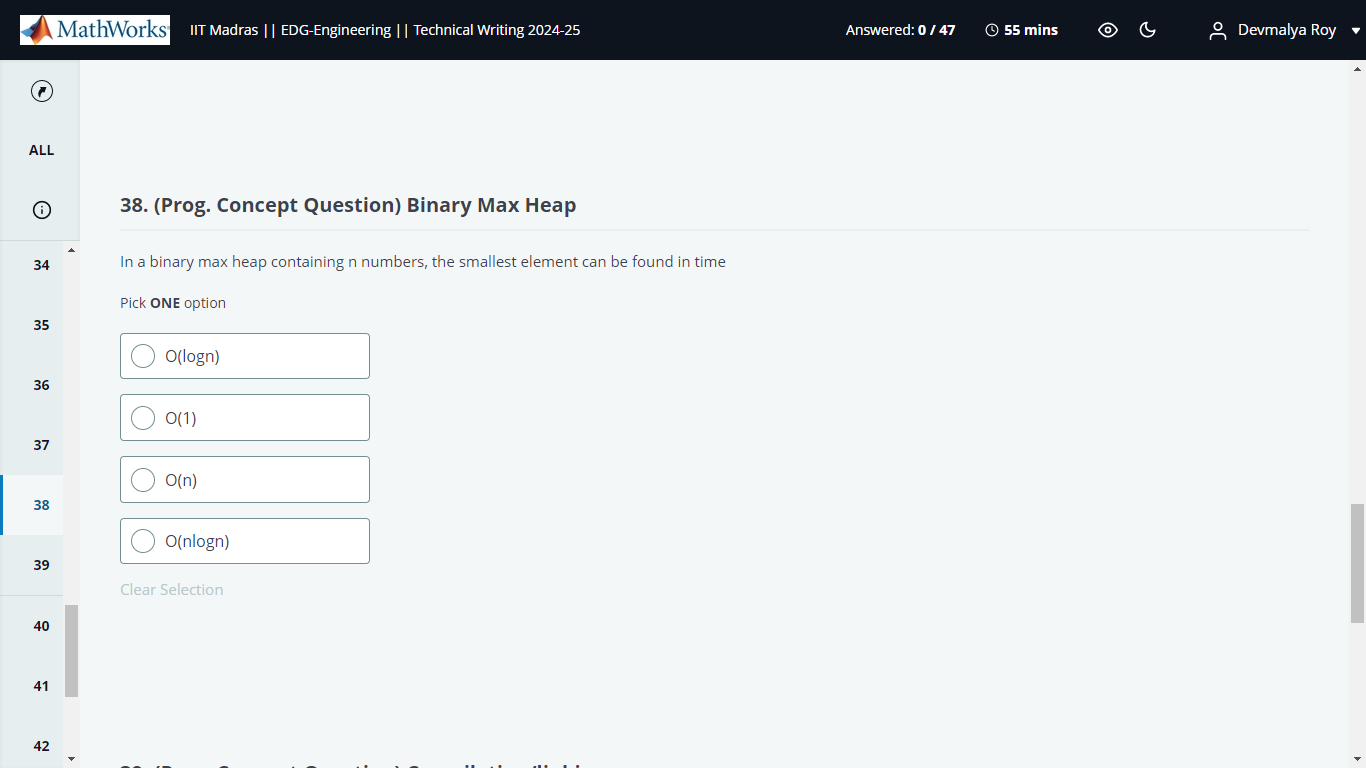 MathWorks IIT Madras || EDG-Engineering || Technical Writing 2024-25 Answered: 0 / 47 55 mins Devmalya Roy
ALL
34
35
36
37
38
39
40
41
42
38. (Prog. Concept Question) Binary Max Heap
In a binary max heap containing n numbers, the smallest element can be found in time
Pick ONE option
O(logn)
O(1)
O(n)
O(nlogn)
Clear Selection